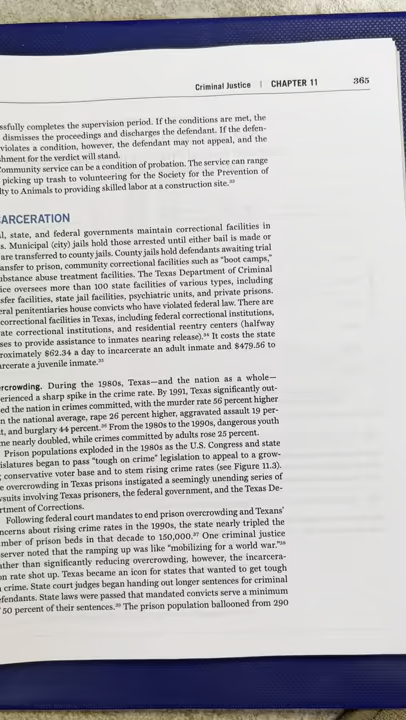 Criminal Justice | CHAPTER 11 365
ssfully completes the supervision period. If the conditions are met, the
dismisses the proceedings and discharges the defendant. If the defen-
violates a condition, however, the defendant may not appeal, and the
shment for the verdict will stand.
Community service can be a condition of probation. The service can range
picking up trash to volunteering for the Society for the Prevention of
lty to Animals to providing skilled labor at a construction site.
ARCERATION
al, state, and federal governments maintain correctional facilities in
s. Municipal (city) jails hold those arrested until either bail is made or
are transferred to county jails. County jails hold defendants awaiting trial
ansfer to prison, community correctional facilities such as "boot camps,"
ubstance abuse treatment facilities. The Texas Department of Criminal
ice oversees more than 100 state facilities of various types, including
sfer facilities, state jail facilities, psychiatric units, and private prisons.
eral penitentiaries house convicts who have violated federal law. There are
correctional facilities in Texas, including federal correctional institutions,
ate correctional institutions, and residential reentry centers (halfway
ses to provide assistance to inmates nearing release).²⁴ It costs the state
roximately $62.34 a day to incarcerate an adult inmate and $479.56 to
arcerate a juvenile inmate.
ercrowding. During the 1980s, Texas—and the nation as a whole—
erienced a sharp spike in the crime rate. By 1991, Texas significantly out-
ed the nation in crimes committed, with the murder rate 56 percent higher
n the national average, rape 26 percent higher, aggravated assault 19 per-
t, and burglary 44 percent.²⁶ From the 1980s to the 1990s, dangerous youth
me nearly doubled, while crimes committed by adults rose 25 percent.
Prison populations exploded in the 1980s as the U.S. Congress and state
islatures began to pass "tough on crime" legislation to appeal to a grow-
conservative voter base and to stem rising crime rates (see Figure 11.3).
e overcrowding in Texas prisons instigated a seemingly unending series of
wsuits involving Texas prisoners, the federal government, and the Texas De-
rtment of Corrections.
Following federal court mandates to end prison overcrowding and Texans'
ncerns about rising crime rates in the 1990s, the state nearly tripled the
mber of prison beds in that decade to 150,000.²⁷ One criminal justice
server noted that the ramping up was like "mobilizing for a world war."²⁸
ather than significantly reducing overcrowding, however, the incarcera-
on rate shot up. Texas became an icon for states that wanted to get tough
crime. State court judges began handing out longer sentences for criminal
efendants. State laws were passed that mandated convicts serve a minimum
50 percent of their sentences.²⁹ The prison population ballooned from 290